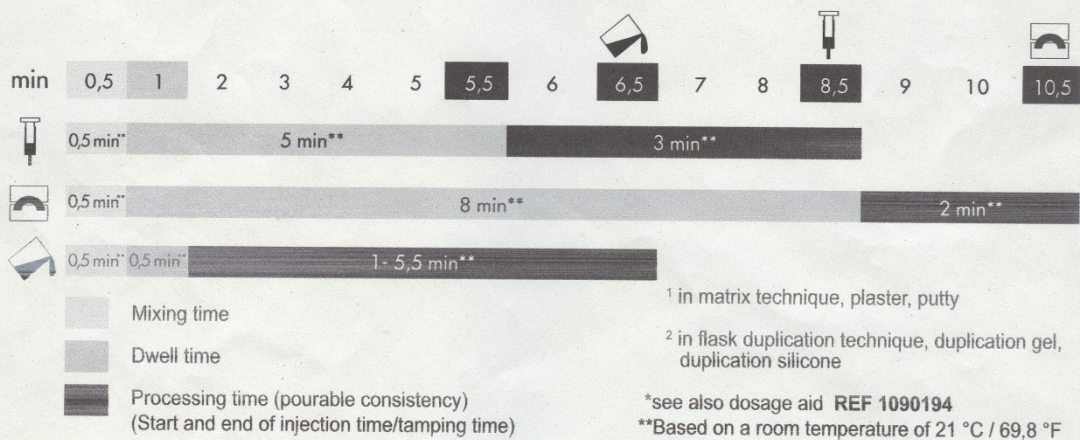 min 0,5 1 2 3 4 5 5,5 6 6,5 7 8 8,5 9 10 10,5
0,5 min** 5 min** 3 min**
0,5 min** 8 min** 2 min**
0,5 min** 0,5 min** 1- 5,5 min**
Mixing time
Dwell time
Processing time (pourable consistency)
(Start and end of injection time/tamping time)
¹ in matrix technique, plaster, putty
² in flask duplication technique, duplication gel,
duplication silicone
*see also dosage aid REF 1090194
**Based on a room temperature of 21 °C / 69,8 °F